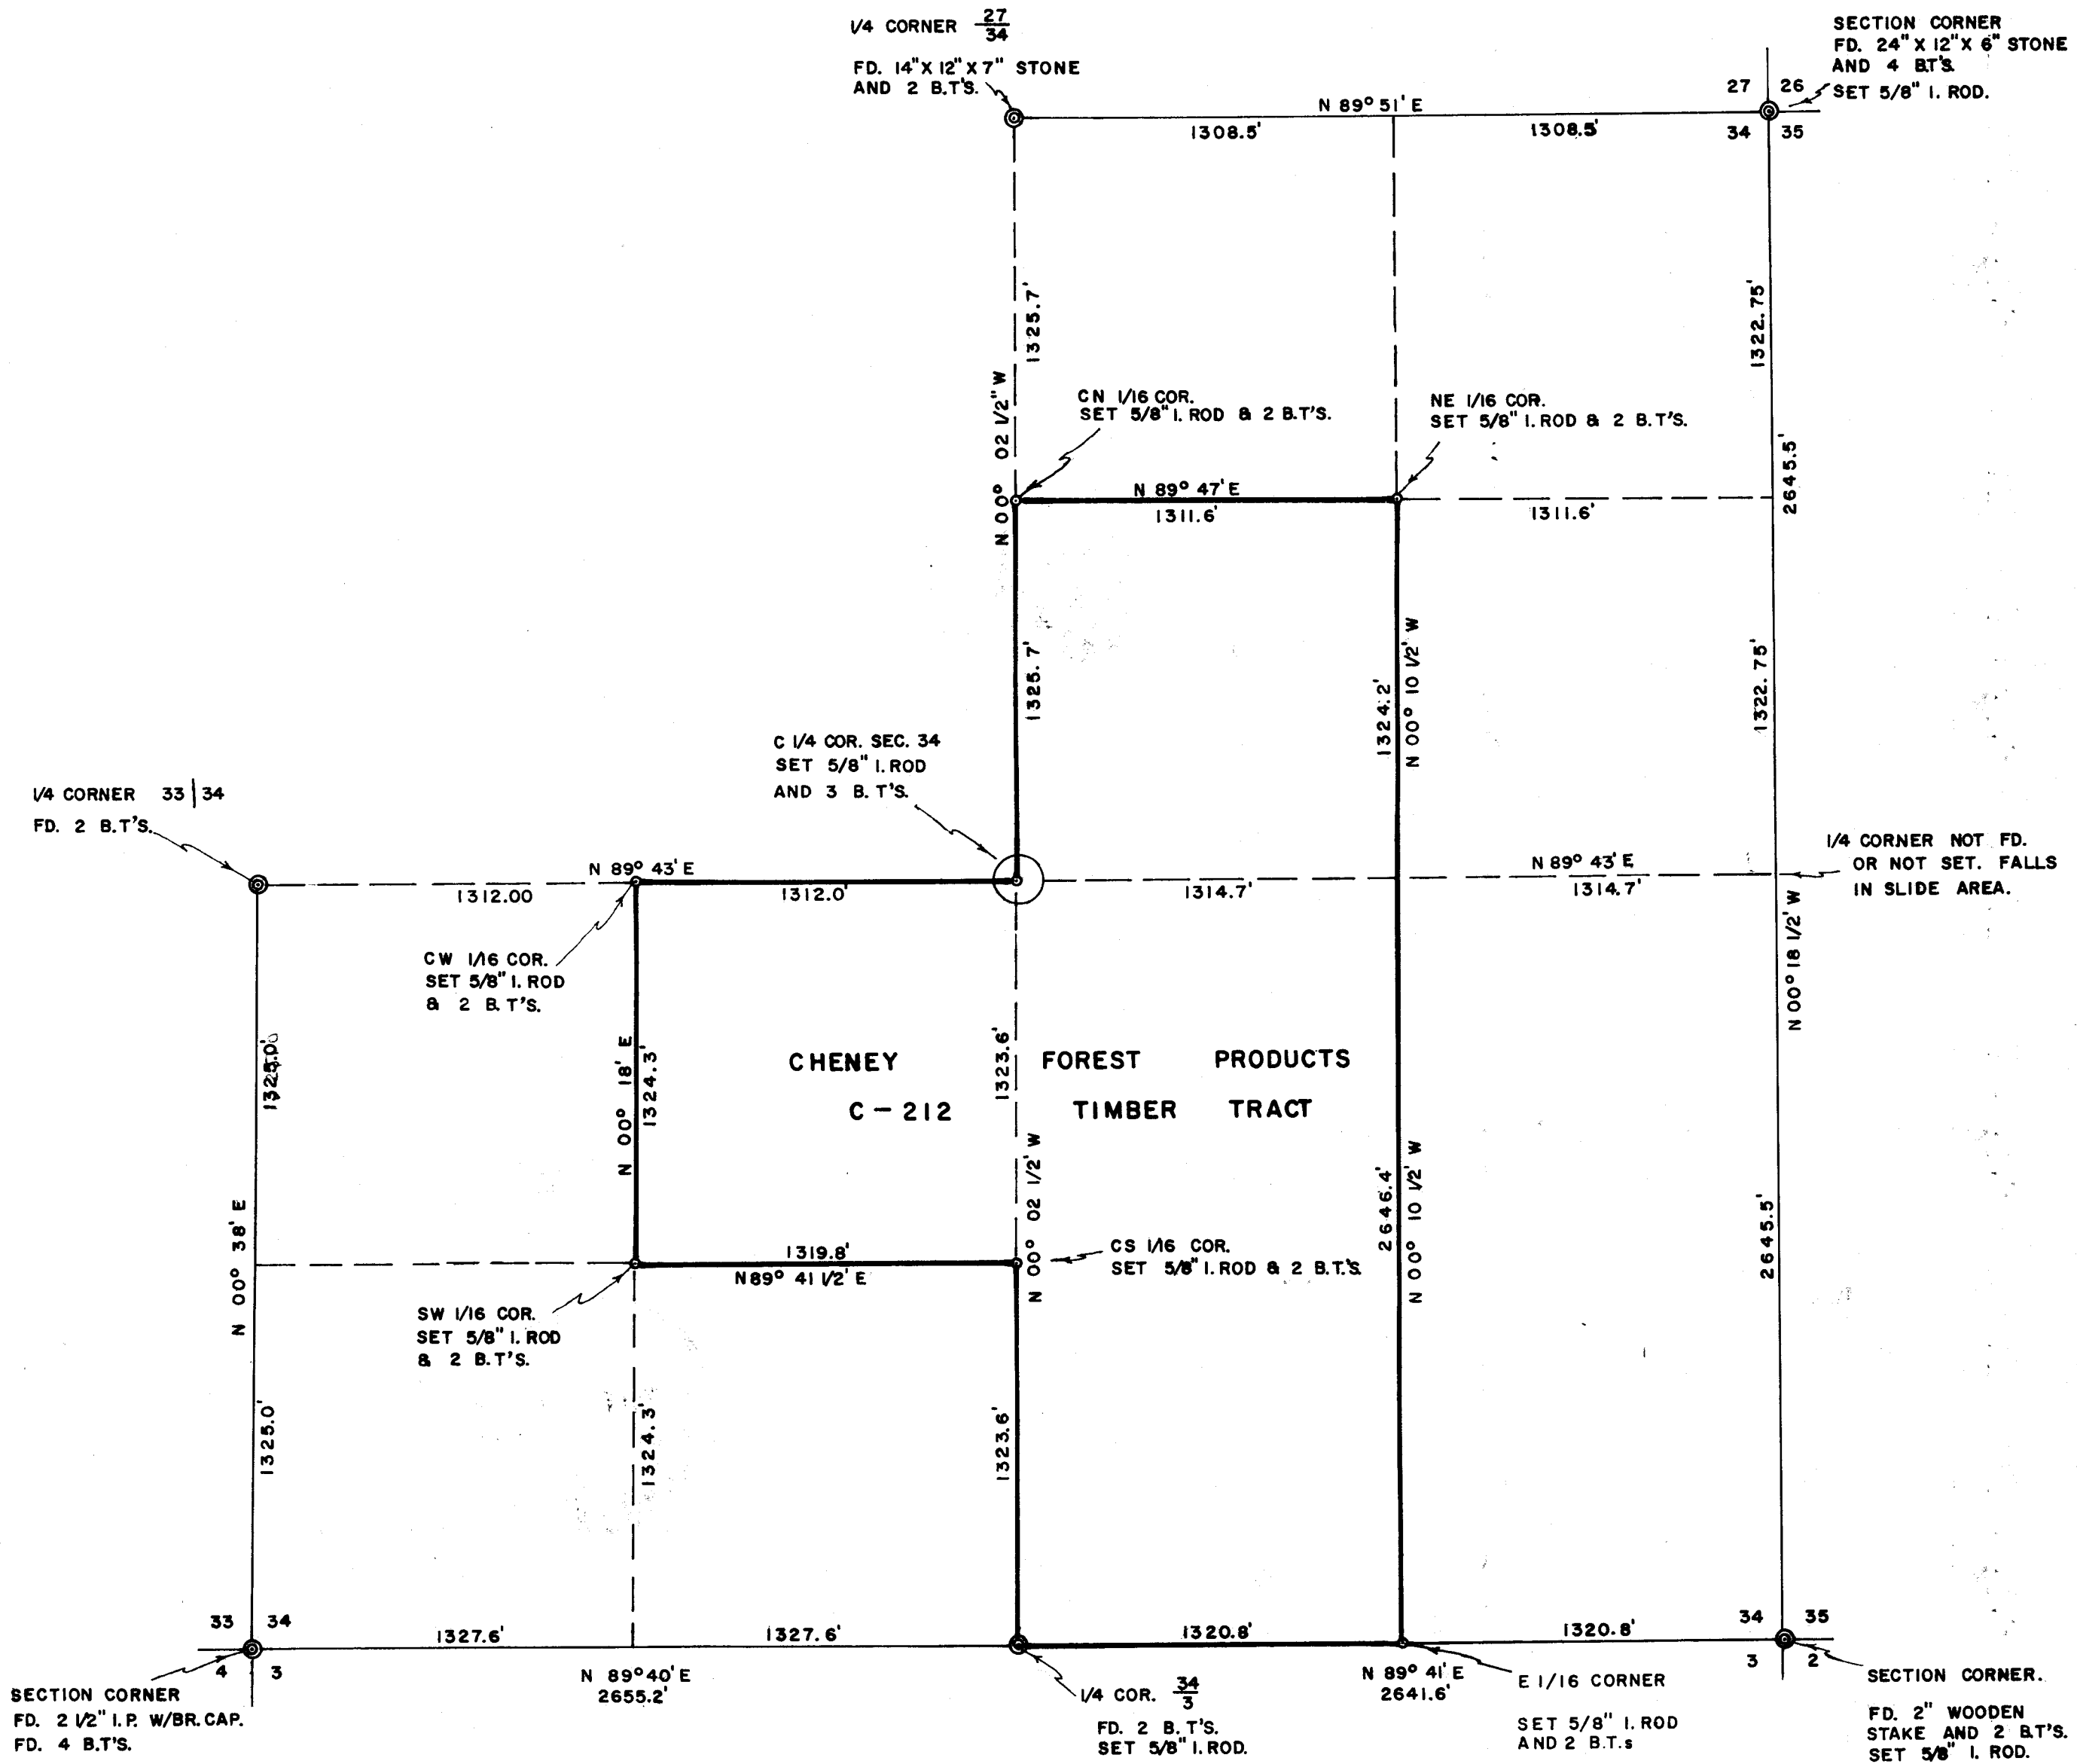 1/4 CORNER 27
34
FD. 14" X 12" X 7" STONE
AND 2 B.T'S.
SECTION CORNER
FD. 24" X 12" X 6" STONE
AND 4 B.T'S.
SET 5/8" I. ROD.
27 26
34 35
N 89° 51' E
1308.5'
1308.5'
1325.7'
1322.75'
N 00° 02 1/2" W
2645.5'
CN 1/16 COR.
SET 5/8" I. ROD & 2 B.T'S.
NE 1/16 COR.
SET 5/8" I. ROD & 2 B.T'S.
N 89° 47' E
1311.6'
1311.6'
1325.7'
1324.2'
N 00° 10 1/2' W
1322.75'
C 1/4 COR. SEC. 34
SET 5/8" I. ROD
AND 3 B.T'S.
1/4 CORNER 33 | 34
FD. 2 B.T'S.
N 89° 43' E
1312.00
1312.0'
1314.7'
N 89° 43' E
1314.7'
1/4 CORNER NOT FD.
OR NOT SET. FALLS
IN SLIDE AREA.
N 00° 18 1/2' W
CW 1/16 COR.
SET 5/8" I. ROD
& 2 B.T'S.
1325.0'
N 00° 18' E
1324.3'
1323.6'
CHENEY FOREST PRODUCTS
C-212 TIMBER TRACT
N 00° 02 1/2' W
2646.4'
N 00° 10 1/2' W
2645.5'
N 00° 38' E
1319.8'
N 89° 41 1/2' E
CS 1/16 COR.
SET 5/8" I. ROD & 2 B.T.'S.
SW 1/16 COR.
SET 5/8" I. ROD
& 2 B.T'S.
1325.0'
1324.3'
1323.6'
33 34
4 3
1327.6'
1327.6'
1320.8'
1320.8'
34 35
3 2
N 89° 40' E
2655.2'
N 89° 41' E
2641.6'
SECTION CORNER
FD. 2 1/2" I.P. W/BR. CAP.
FD. 4 B.T'S.
1/4 COR. 34
3
FD. 2 B.T'S.
SET 5/8" I. ROD.
E 1/16 CORNER
SET 5/8" I. ROD
AND 2 B.T.s
SECTION CORNER.
FD. 2" WOODEN
STAKE AND 2 B.T'S.
SET 5/8" I. ROD.